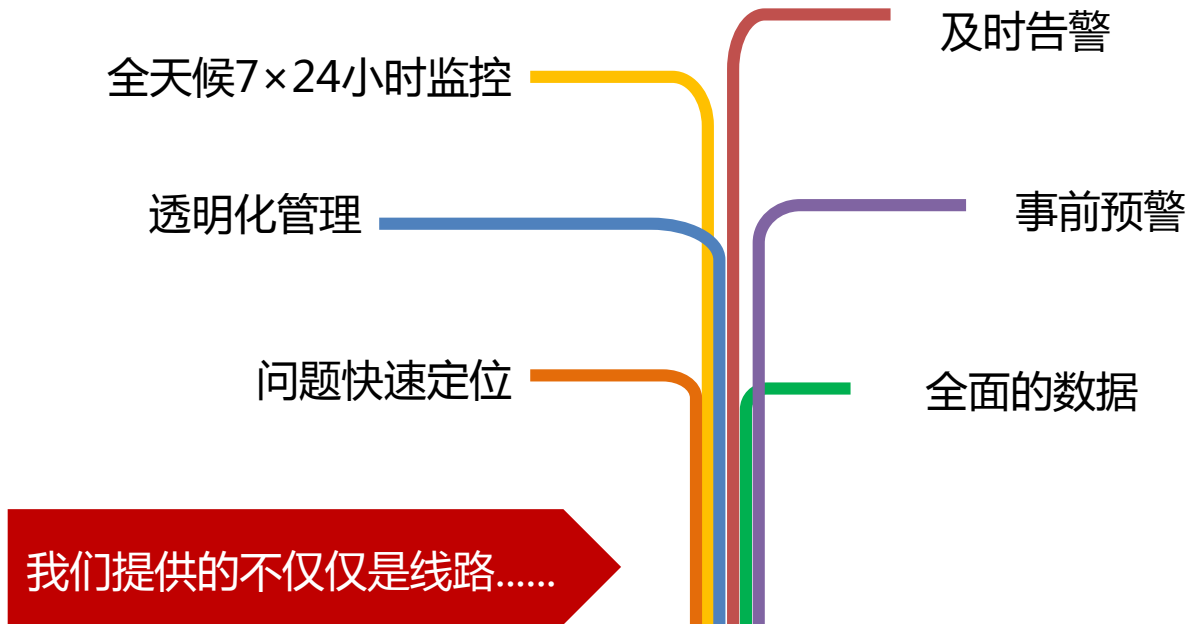 及时告警
全天候7×24小时监控
透明化管理
事前预警
问题快速定位
全面的数据
我们提供的不仅仅是线路......